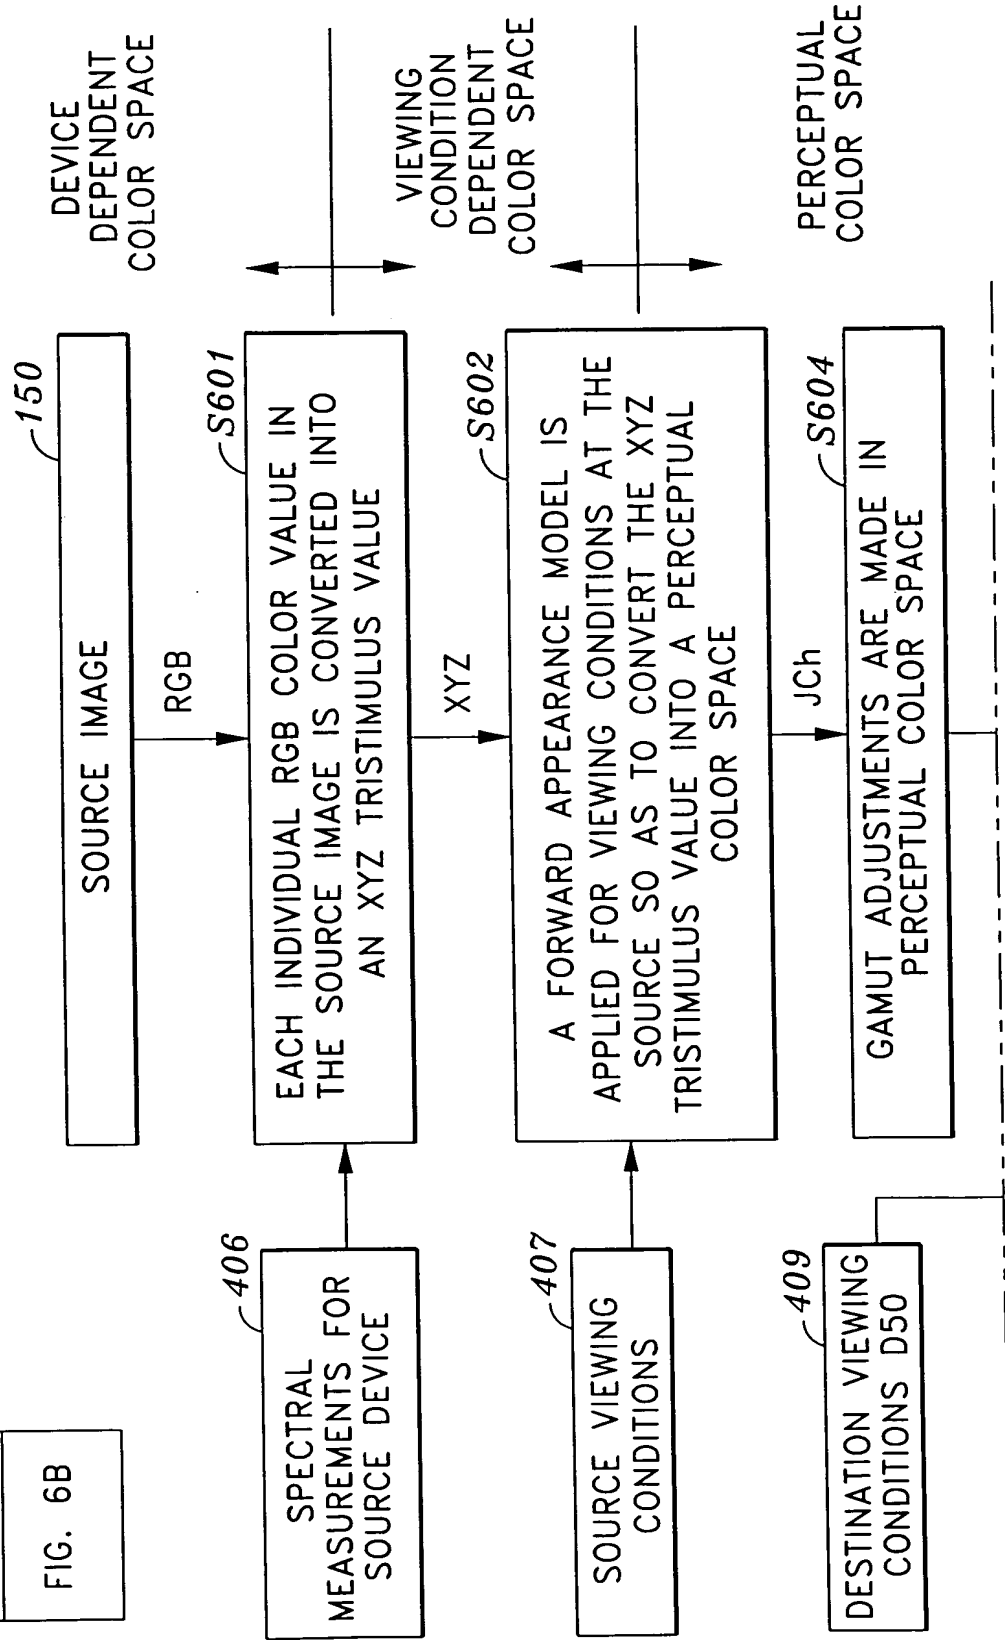 FIG. 6B
150
SOURCE IMAGE
DEVICE
DEPENDENT
COLOR SPACE
RGB
406
SPECTRAL
MEASUREMENTS FOR
SOURCE DEVICE
S601
EACH INDIVIDUAL RGB COLOR VALUE IN
THE SOURCE IMAGE IS CONVERTED INTO
AN XYZ TRISTIMULUS VALUE
VIEWING
CONDITION
DEPENDENT
COLOR SPACE
XYZ
407
SOURCE VIEWING
CONDITIONS
S602
A FORWARD APPEARANCE MODEL IS
APPLIED FOR VIEWING CONDITIONS AT THE
SOURCE SO AS TO CONVERT THE XYZ
TRISTIMULUS VALUE INTO A PERCEPTUAL
COLOR SPACE
JCh
PERCEPTUAL
COLOR SPACE
409
DESTINATION VIEWING
CONDITIONS D50
S604
GAMUT ADJUSTMENTS ARE MADE IN
PERCEPTUAL COLOR SPACE